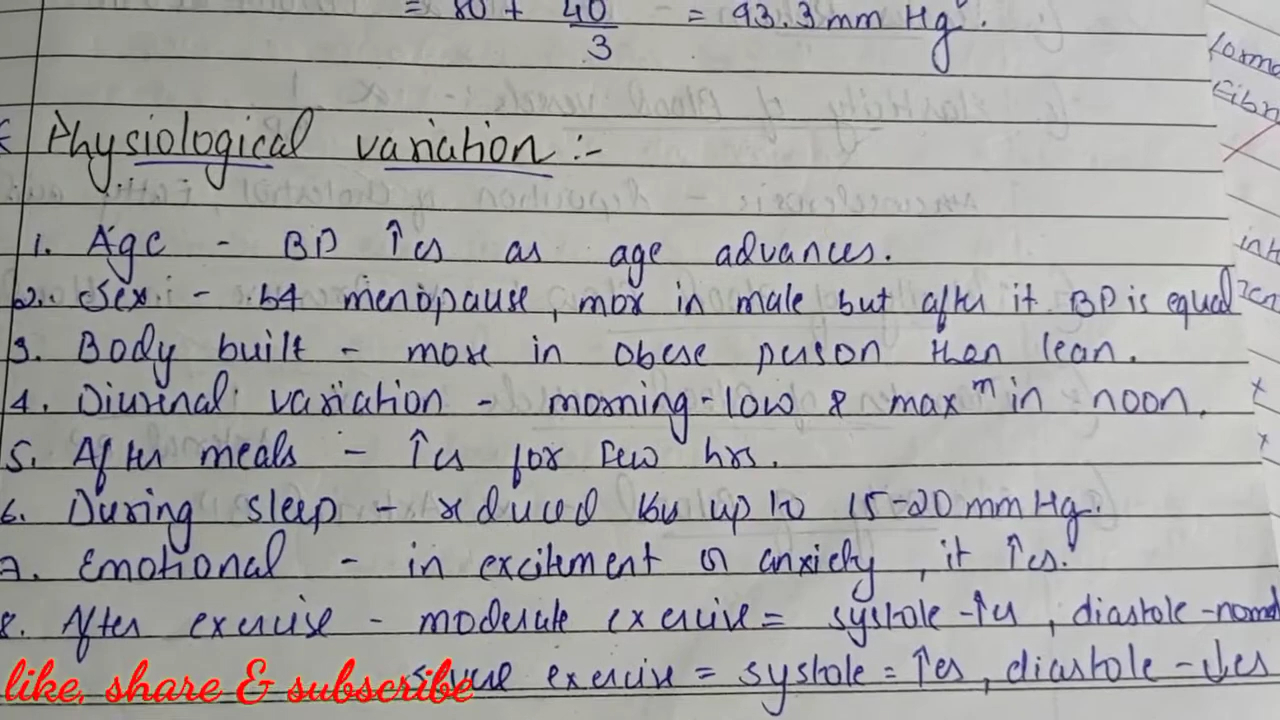 = 80 + 40/3 = 93.3 mm Hg.
Physiological variation :-
1. Age - BP ↑es as age advances.
2. Sex - b4 menopause, mor in male but after it BP is equal
3. Body built - more in obese person then lean.
4. Diurinal variation - morning-low & maxᵐ in noon.
5. After meals - ↑es for few hrs.
6. During sleep - reduced by up to 15-20 mm Hg.
7. Emotional - in excitement or anxiety, it ↑es.
8. After exercise - moderate exercise = systole -↑es, diastole -normal
severe exercise = systole = ↑es, diastole -↓es
like, share & subscribe